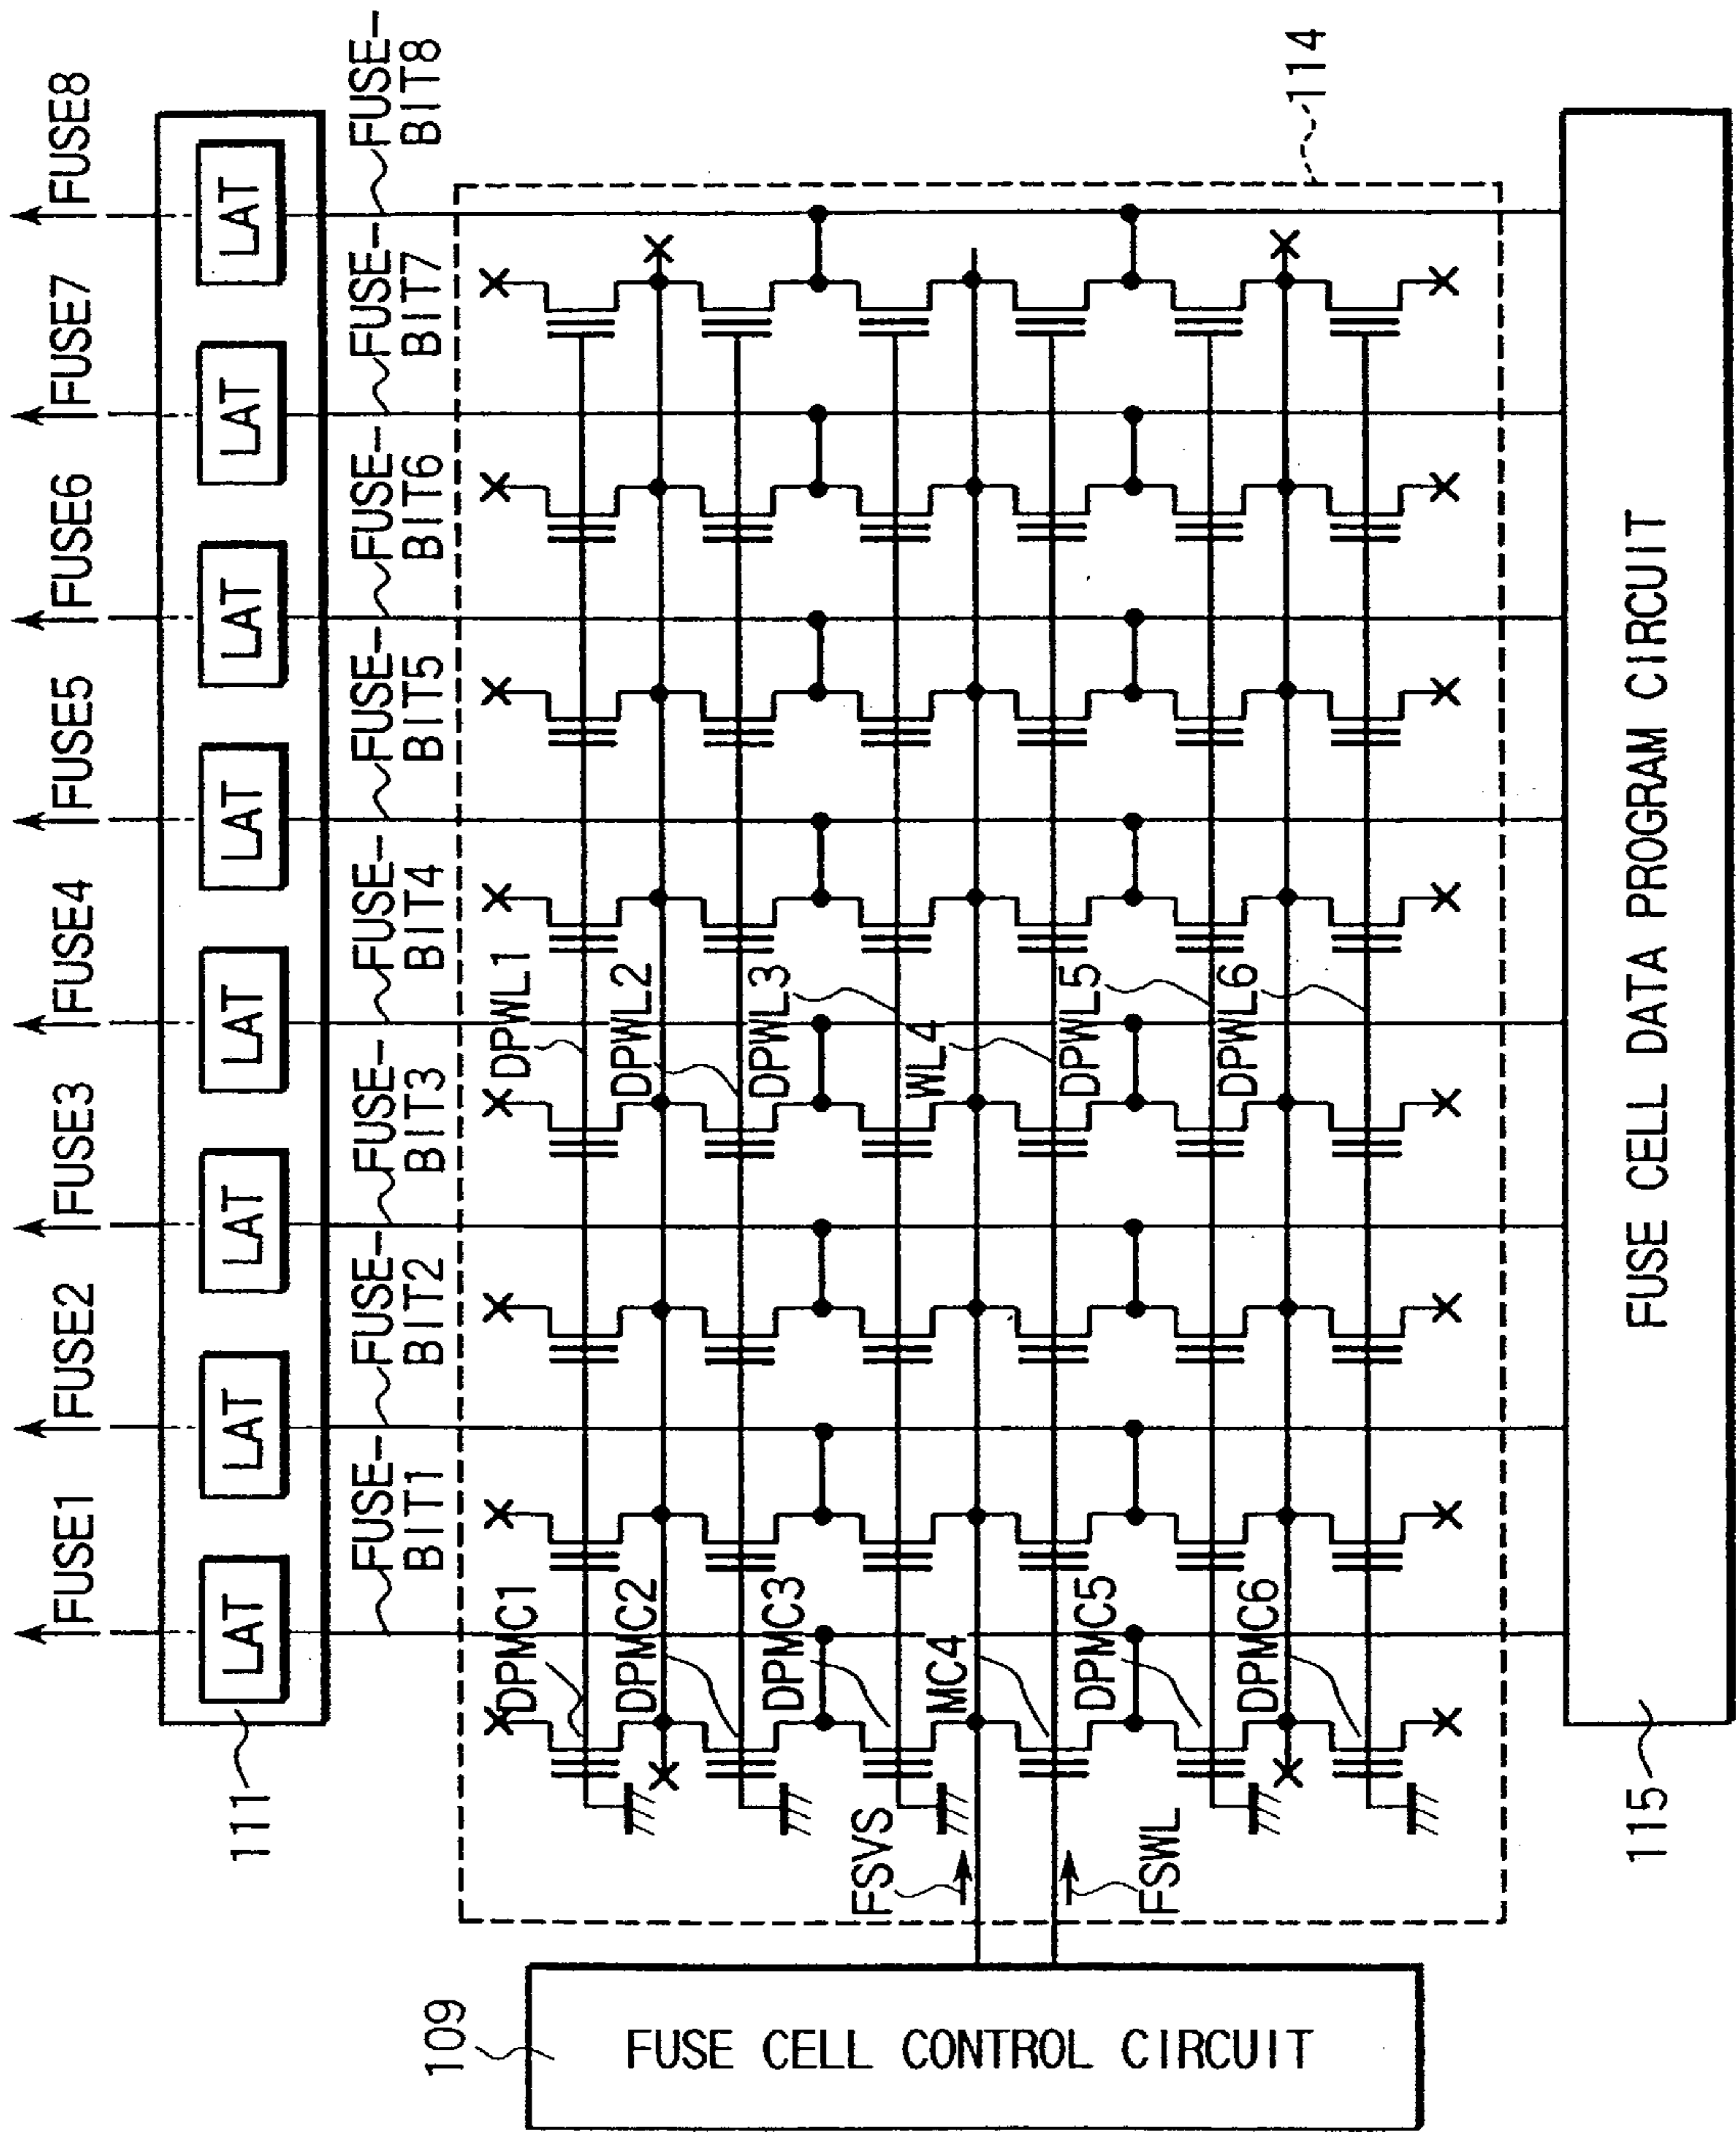 FUSE1
FUSE2
FUSE3
FUSE4
FUSE5
FUSE6
FUSE7
FUSE8
111
LAT
LAT
LAT
LAT
LAT
LAT
LAT
LAT
FUSE-
BIT1
FUSE-
BIT2
FUSE-
BIT3
FUSE-
BIT4
FUSE-
BIT5
FUSE-
BIT6
FUSE-
BIT7
FUSE-
BIT8
114
DPMC1
DPMC2
DPMC3
MC4
DPMC5
DPMC6
DPWL1
DPWL2
DPWL3
WL4
DPWL5
DPWL6
FSVS
FSWL
109
FUSE CELL CONTROL CIRCUIT
115
FUSE CELL DATA PROGRAM CIRCUIT